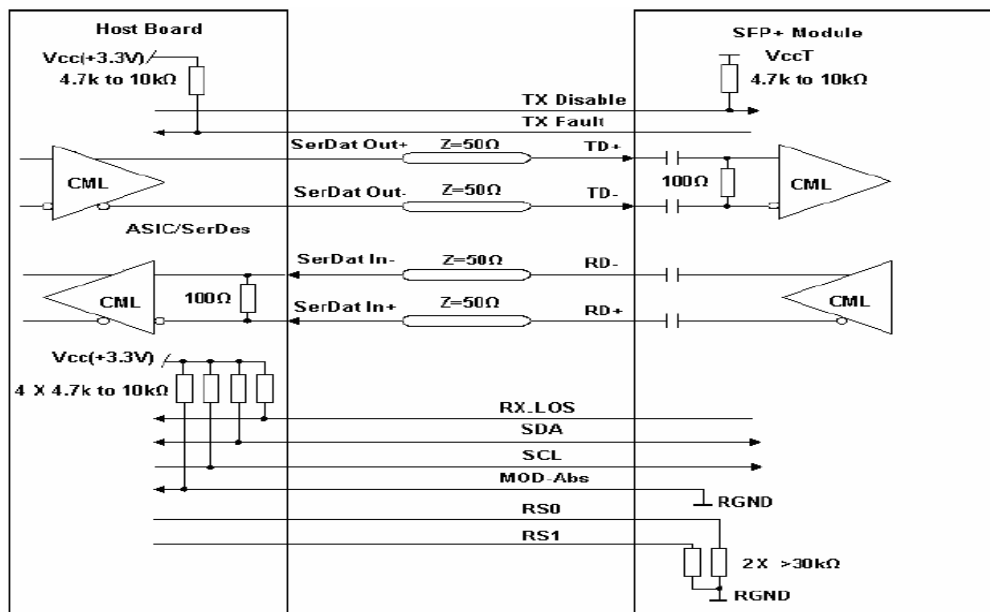 Host Board
SFP+ Module
Vcc(+3.3V)
4.7k to 10kΩ
VccT
4.7k to 10kΩ
TX Disable
TX Fault
SerDat Out+
Z=50Ω
TD+
CML
100Ω
CML
SerDat Out-
Z=50Ω
TD-
ASIC/SerDes
SerDat In-
Z=50Ω
RD-
CML
100Ω
CML
SerDat In+
Z=50Ω
RD+
Vcc(+3.3V)
4 X 4.7k to 10kΩ
RX_LOS
SDA
SCL
MOD-Abs
RGND
RS0
RS1
2 X >30kΩ
RGND